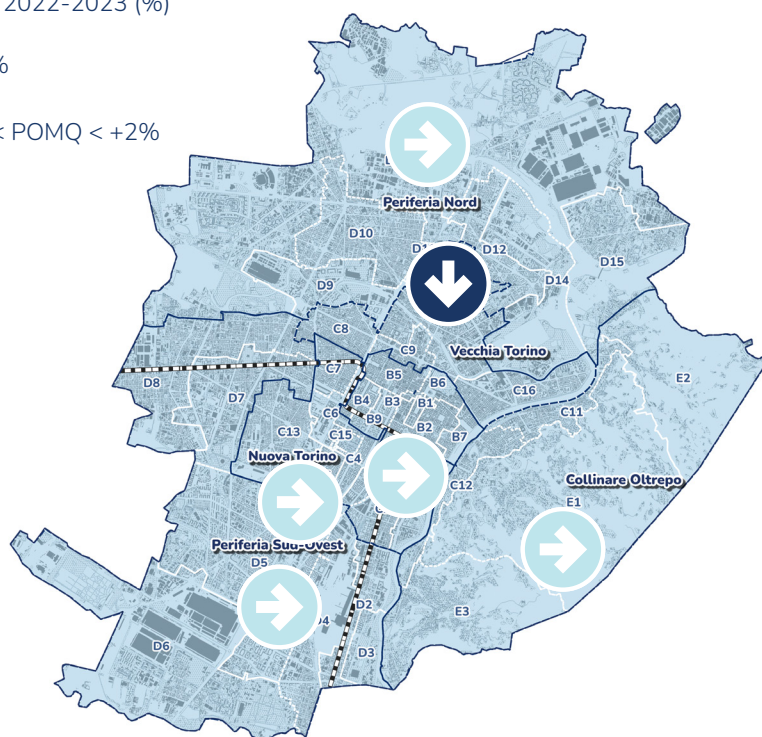 2022-2023 (%)
%
< POMQ < +2%
Periferia Nord
D10
D12
D14
D15
D9
C8
C9
Vecchia Torino
D8
D7
C7
B5
B6
E2
B4
B3
B1
C16
C11
C6
B9
B2
C13
C15
B7
Nuova Torino
C4
C12
Collinare Oltrepo
E1
Periferia Sud-Ovest
D5
D2
D4
E3
D6
D3